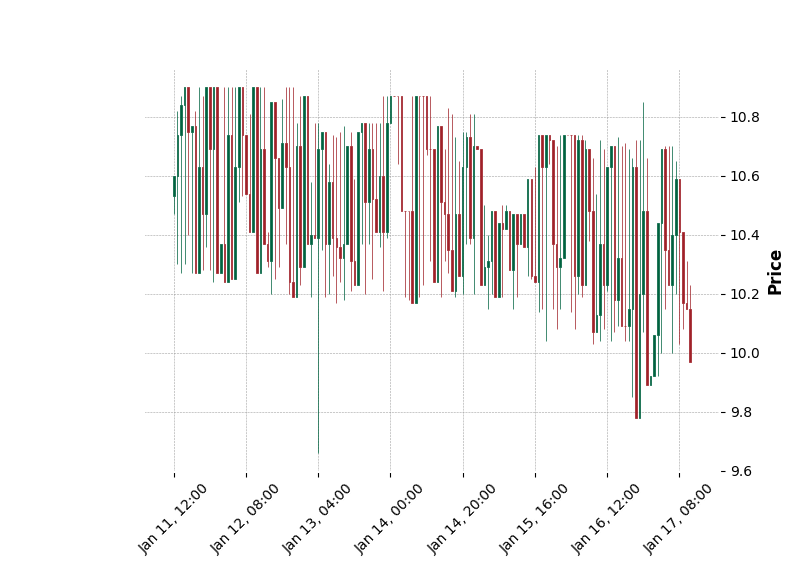 10.8
10.6
10.4
10.2
10.0
9.8
9.6
Price
Jan 11, 12:00
Jan 12, 08:00
Jan 13, 04:00
Jan 14, 00:00
Jan 14, 20:00
Jan 15, 16:00
Jan 16, 12:00
Jan 17, 08:00